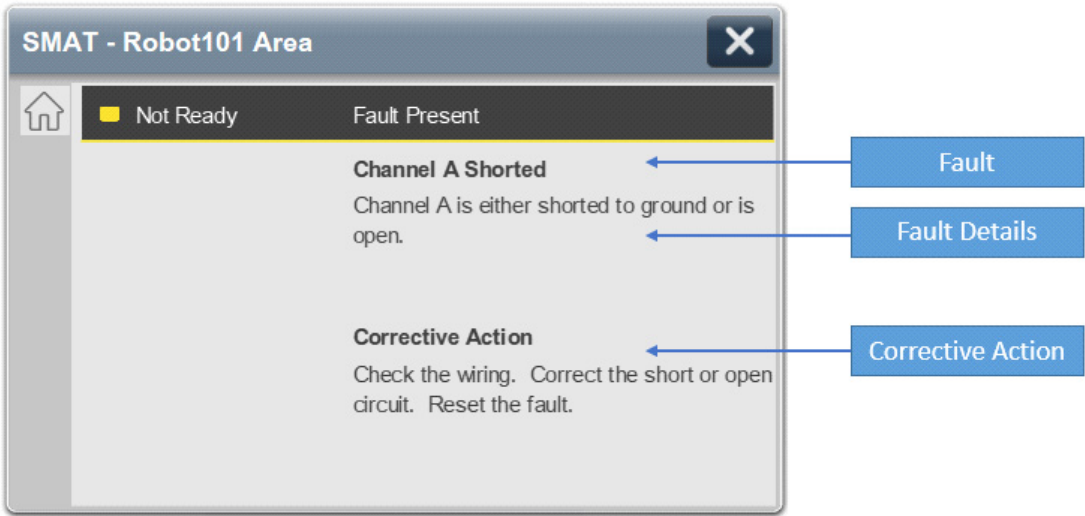 SMAT - Robot101 Area
Not Ready Fault Present
Channel A Shorted
Fault
Channel A is either shorted to ground or is
open.
Fault Details
Corrective Action
Corrective Action
Check the wiring.  Correct the short or open
circuit.  Reset the fault.